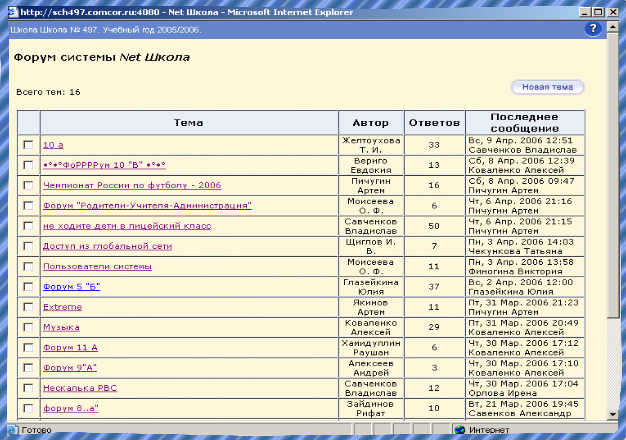 http://sch497.comcor.ru:4080 - Net Школа - Microsoft Internet Explorer
Школа Школа № 497. Учебный год 2005/2006.
?
Форум системы Net Школа
Всего тем: 16
Новая тема
Тема Автор Ответов Последнее сообщение
10 а Желтоухова Т. И. 33 Вс, 9 Апр. 2006 12:51 Савченков Владислав
•*•*ФоРРРРум 10 "В" •*•* Вериго Евдокия 13 Сб, 8 Апр. 2006 12:39 Коваленко Алексей
Чемпионат России по футболу - 2006 Пичугин Артем 16 Сб, 8 Апр. 2006 09:47 Пичугин Артем
Форум "Родители-Учителя-Администрация" Моисеева О. Ф. 6 Чт, 6 Апр. 2006 21:16 Пичугин Артем
не ходите дети в лицейский класс Савченков Владислав 50 Чт, 6 Апр. 2006 21:15 Пичугин Артем
Доступ из глобальной сети Щиглов И. В. 7 Пн, 3 Апр. 2006 14:03 Чекункова Татьяна
Пользователи системы Моисеева О. Ф. 11 Пн, 3 Апр. 2006 13:58 Финогина Виктория
Форум 5 "Б" Глазейкина Юлия 37 Вс, 2 Апр. 2006 12:00 Глазейкина Юлия
Extreme Якинов Артем 11 Пт, 31 Мар. 2006 21:23 Пичугин Артем
Музыка Коваленко Алексей 29 Пт, 31 Мар. 2006 20:49 Коваленко Алексей
Форум 11 А Хамидуллин Раушан 6 Чт, 30 Мар. 2006 17:12 Коваленко Алексей
Форум 9"А" Алексеев Андрей 3 Чт, 30 Мар. 2006 17:10 Коваленко Алексей
Нескалька РВС Савченков Владислав 12 Чт, 30 Мар. 2006 17:04 Орлова Ирена
форум 8..а" Зайдинов Рифат 10 Вт, 21 Мар. 2006 19:45 Савенков Александр
Готово Интернет